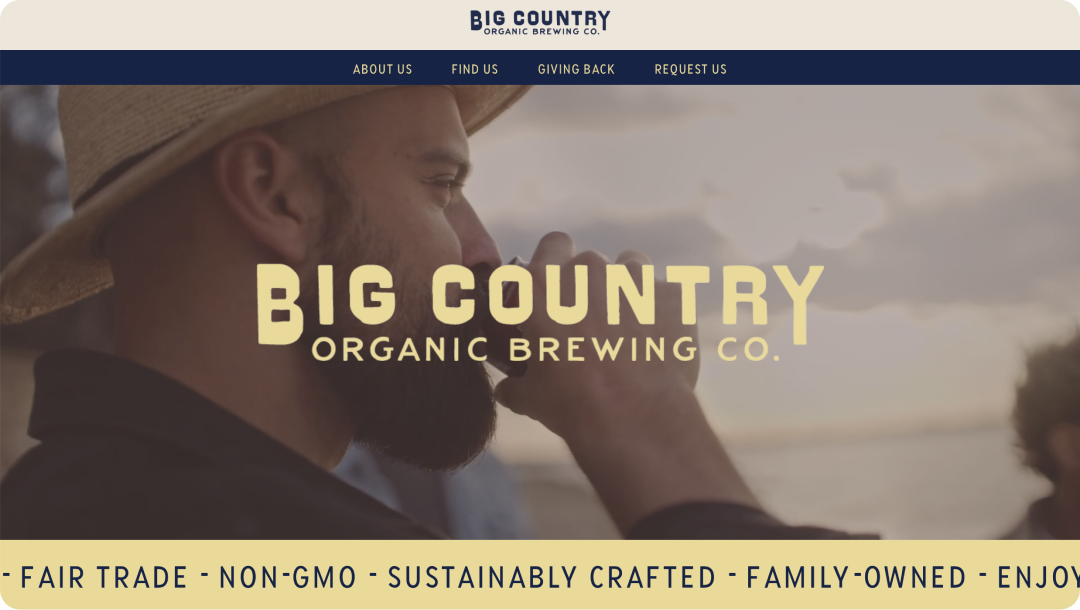 BIG COUNTRY
ORGANIC BREWING CO.
ABOUT US FIND US GIVING BACK REQUEST US
BIG COUNTRY
ORGANIC BREWING CO.
- FAIR TRADE - NON-GMO - SUSTAINABLY CRAFTED - FAMILY-OWNED - ENJOY